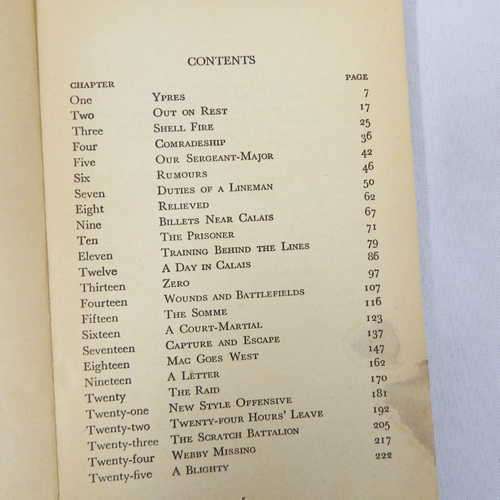 CONTENTS
CHAPTER PAGE
One Ypres 7
Two Out on Rest 17
Three Shell Fire 25
Four Comradeship 36
Five Our Sergeant-Major 42
Six Rumours 46
Seven Duties of a Lineman 50
Eight Relieved 62
Nine Billets Near Calais 67
Ten The Prisoner 71
Eleven Training Behind the Lines 79
Twelve A Day in Calais 86
Thirteen Zero 97
Fourteen Wounds and Battlefields 107
Fifteen The Somme 116
Sixteen A Court-Martial 123
Seventeen Capture and Escape 137
Eighteen Mac Goes West 147
Nineteen A Letter 162
Twenty The Raid 170
Twenty-one New Style Offensive 181
Twenty-two Twenty-four Hours' Leave 192
Twenty-three The Scratch Battalion 205
Twenty-four Webby Missing 217
Twenty-five A Blighty 222